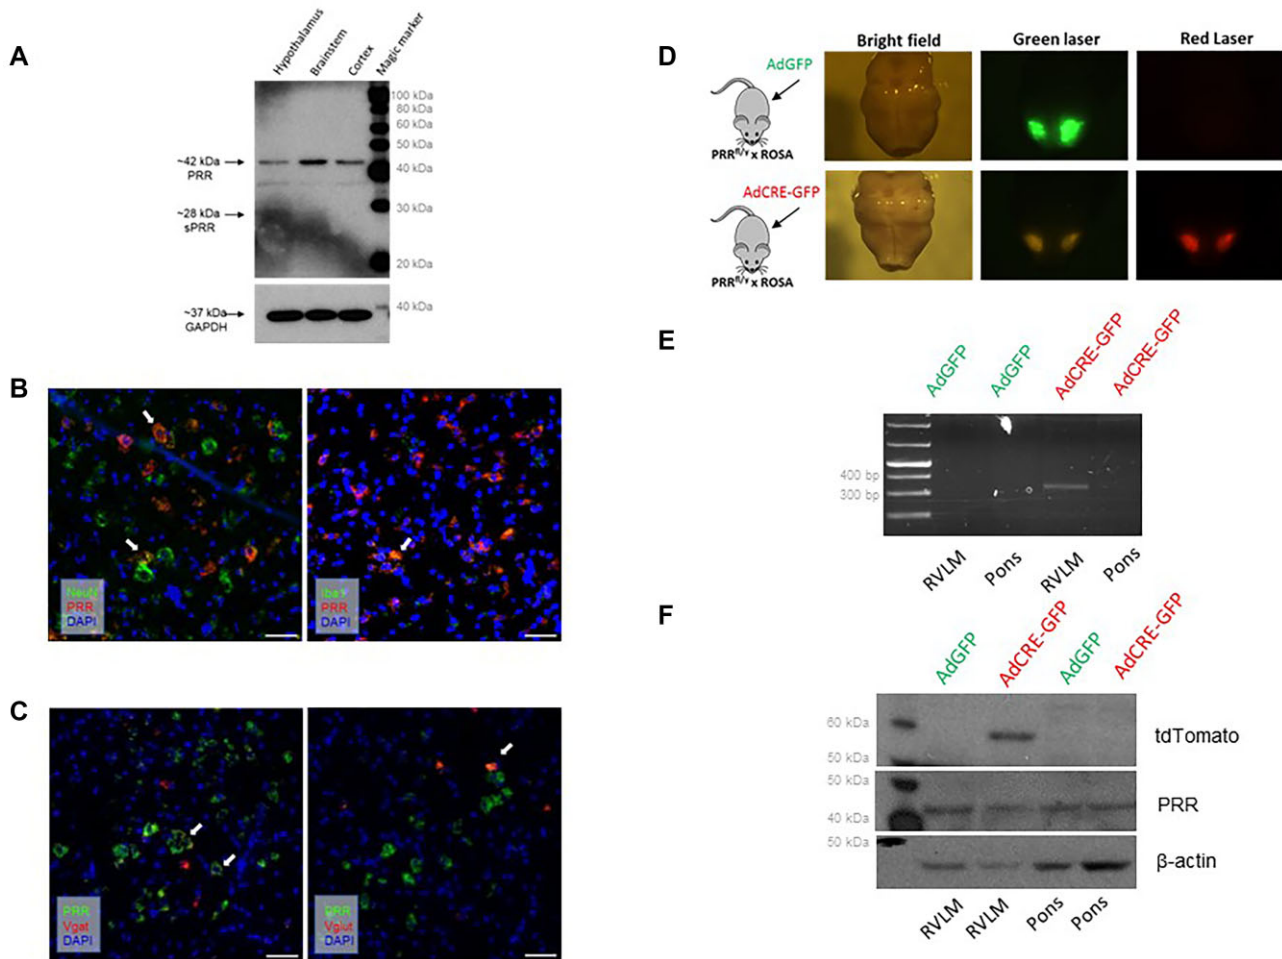 A
Hypothalamus
Brainstem
Cortex
Magic marker
100 kDa
80 kDa
60 kDa
50 kDa
~42 kDa
PRR
40 kDa
~28 kDa
sPRR
30 kDa
20 kDa
~37 kDa
GAPDH
40 kDa
B
NeuN
PRR
DAPI
Iba1
PRR
DAPI
C
PRR
Vgat
DAPI
PRR
Vglut
DAPI
D
Bright field
Green laser
Red Laser
AdGFP
PRRfl/Y x ROSA
AdCRE-GFP
PRRfl/Y x ROSA
E
AdGFP
AdGFP
AdCRE-GFP
AdCRE-GFP
400 bp
300 bp
RVLM
Pons
RVLM
Pons
F
AdGFP
AdCRE-GFP
AdGFP
AdCRE-GFP
60 kDa
tdTomato
50 kDa
50 kDa
PRR
40 kDa
50 kDa
β-actin
RVLM
RVLM
Pons
Pons